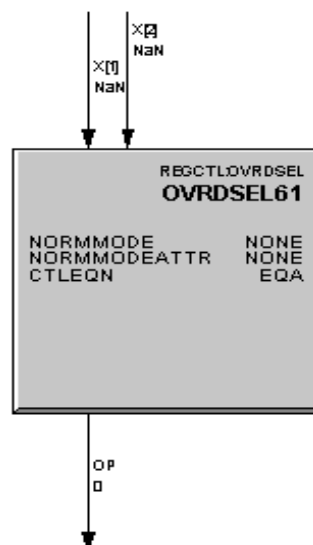 X[2]
NaN
X[1]
NaN
REGCTL:OVRDSEL
OVRDSEL61
NORMMODE NONE
NORMMODEATTR NONE
CTLEQN EQA
OP
0